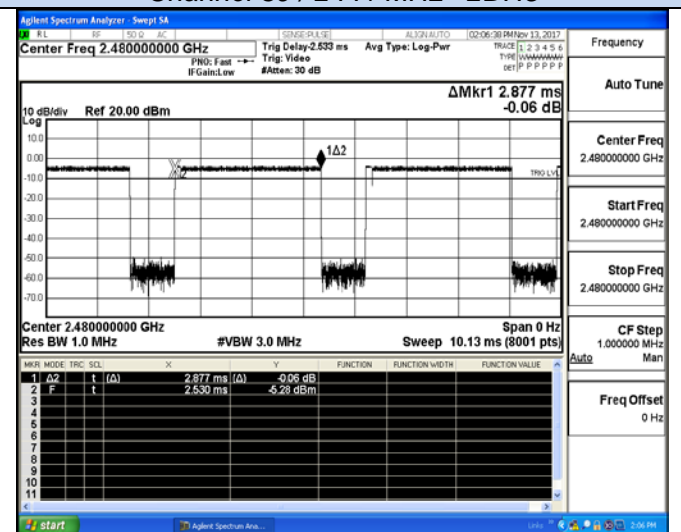 Agilent Spectrum Analyzer - Swept SA
RL RF 50 Ω AC SENSE:PULSE ALIGN AUTO 02:06:38 PM Nov 13, 2017
Center Freq 2.480000000 GHz
PNO: Fast
IFGain:Low
Trig Delay-2.533 ms
Trig: Video
#Atten: 30 dB
Avg Type: Log-Pwr
TRACE 1 2 3 4 5 6
TYPE WWWWWW
DET P P P P P P
Frequency
Auto Tune
ΔMkr1 2.877 ms
-0.06 dB
10 dB/div Ref 20.00 dBm
Log
10.0
0.00
-10.0
-20.0
-30.0
-40.0
-50.0
-60.0
-70.0
1Δ2
TRIG LVL
Center 2.480000000 GHz
Span 0 Hz
Res BW 1.0 MHz #VBW 3.0 MHz Sweep 10.13 ms (8001 pts)
Center Freq
2.480000000 GHz
Start Freq
2.480000000 GHz
Stop Freq
2.480000000 GHz
CF Step
1.000000 MHz
Auto Man
Freq Offset
0 Hz
MKR MODE TRC SCL X Y FUNCTION FUNCTION WIDTH FUNCTION VALUE
1 Δ2 t (Δ) 2.877 ms (Δ) -0.06 dB
2 F t 2.530 ms -5.28 dBm
3
4
5
6
7
8
9
10
11
start Agilent Spectrum Ana... Links 2:06 PM